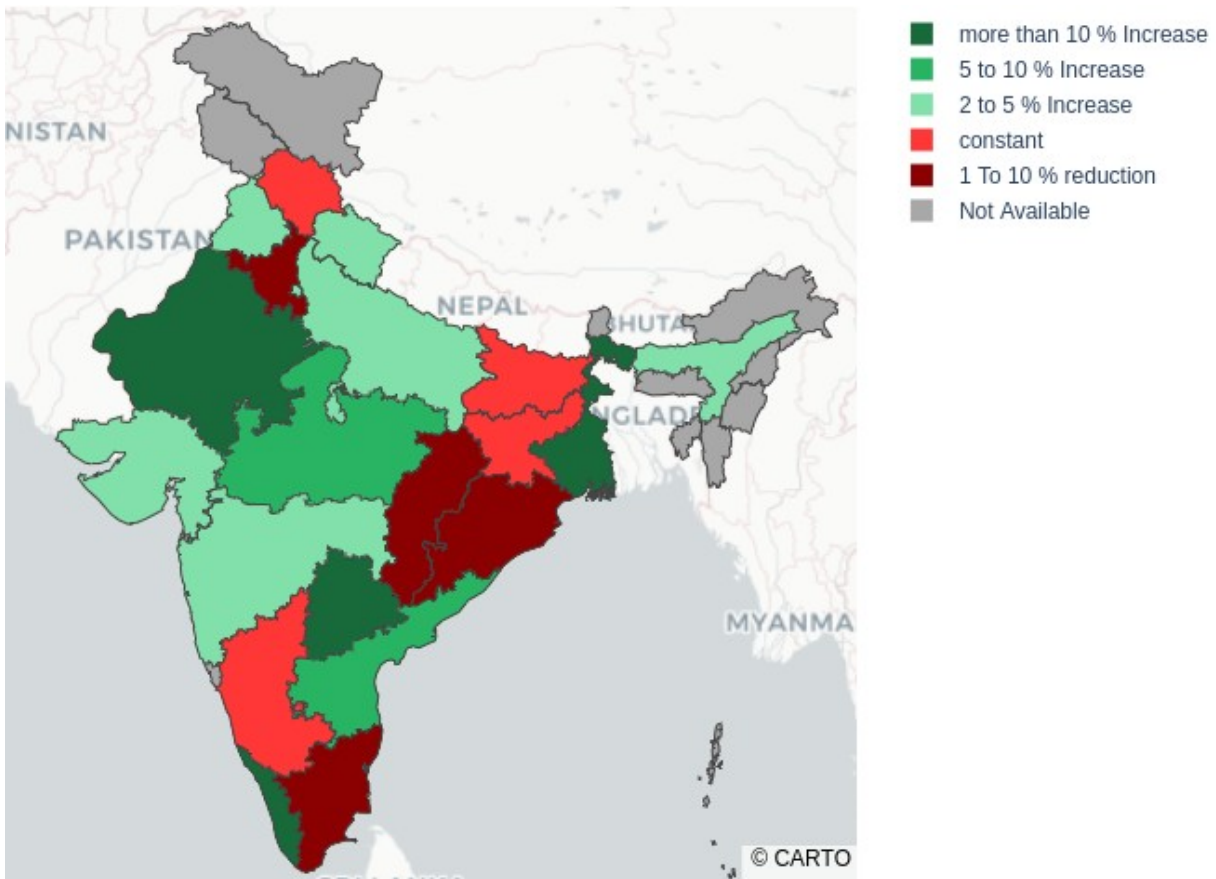 more than 10 % Increase
5 to 10 % Increase
2 to 5 % Increase
constant
1 To 10 % reduction
Not Available
NISTAN
PAKISTAN
NEPAL
BHUTA
NGLADE
MYANMA
© CARTO